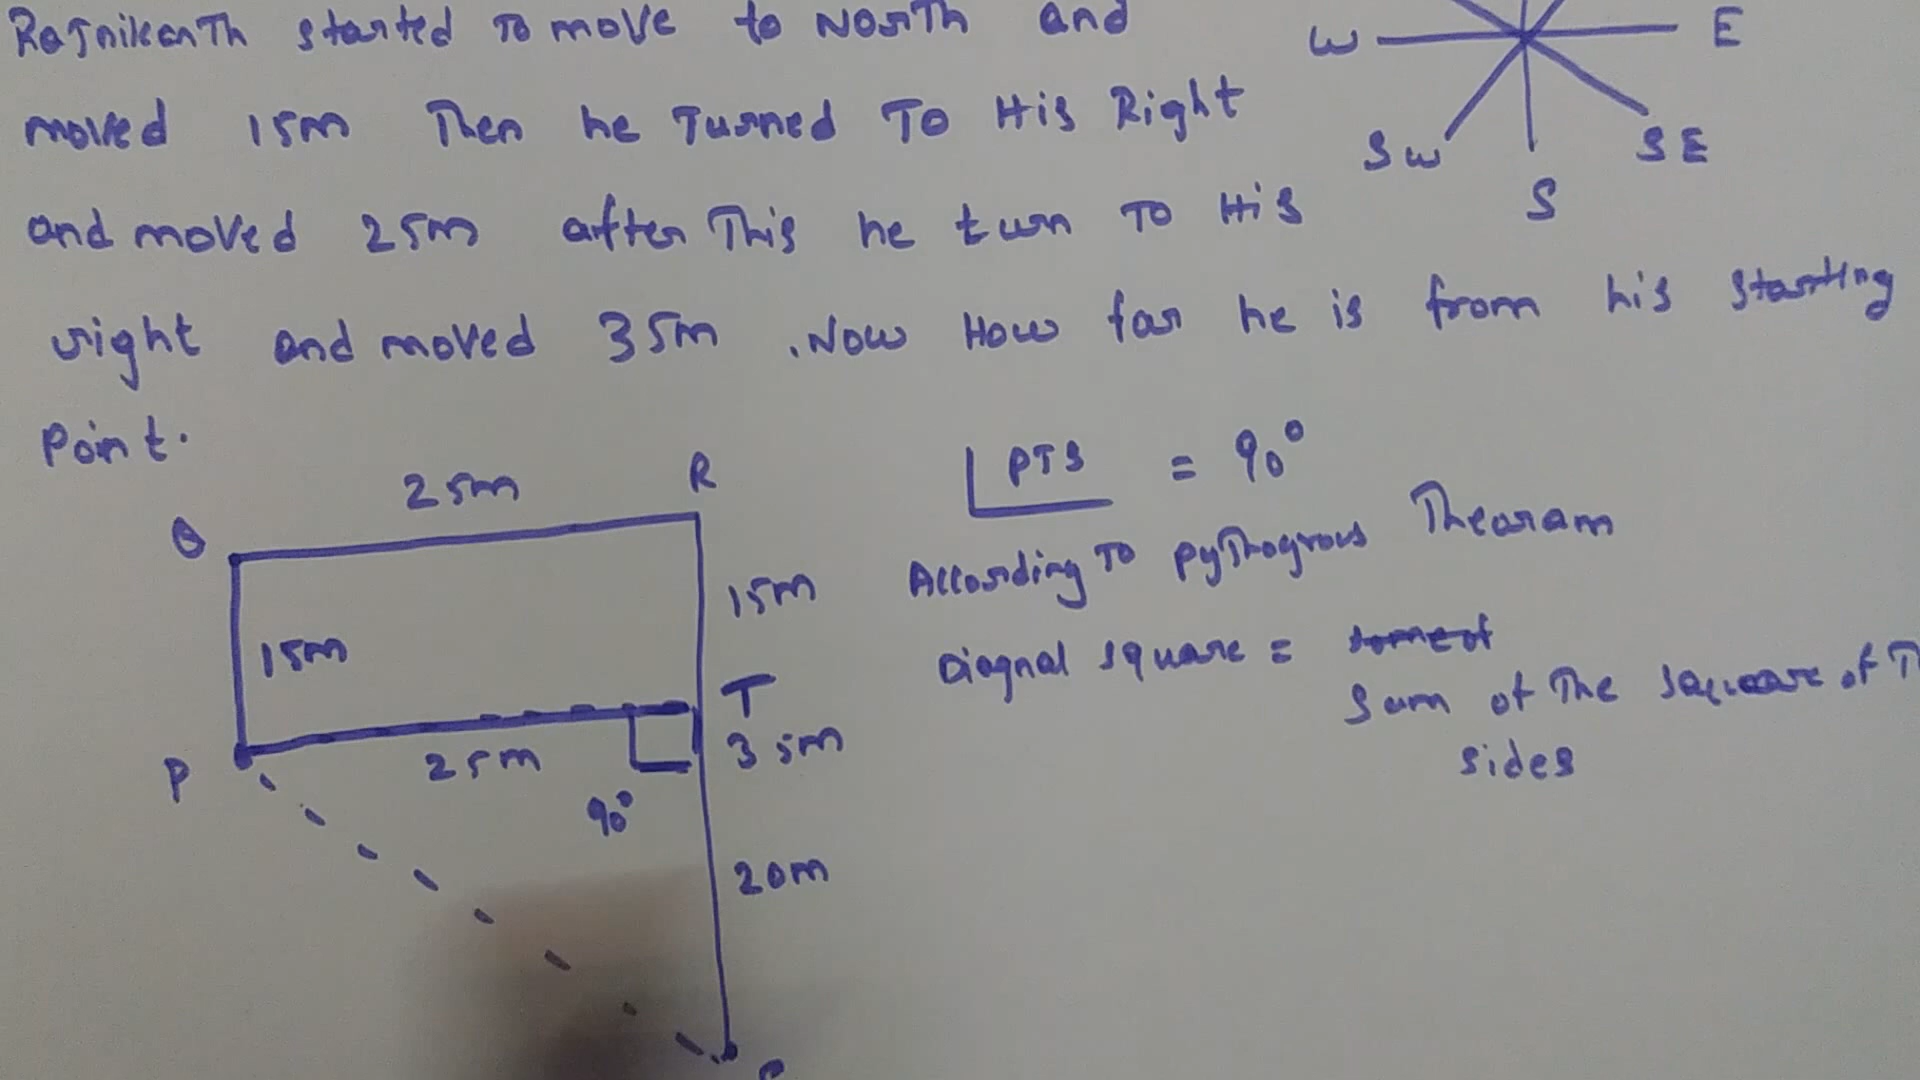 Rajnikanth started to move to North and
moved 15m Then he Turned To His Right
and moved 25m after This he turn To His
right and moved 35m . Now How far he is from his starting
Point.
W E
SW SE
S
25m R
Q
15m
15m
T
35m
P 25m
90°
20m
PTS = 90°
According To pythogrous Thearam
Diagnal square =
Sum of The square of T
sides